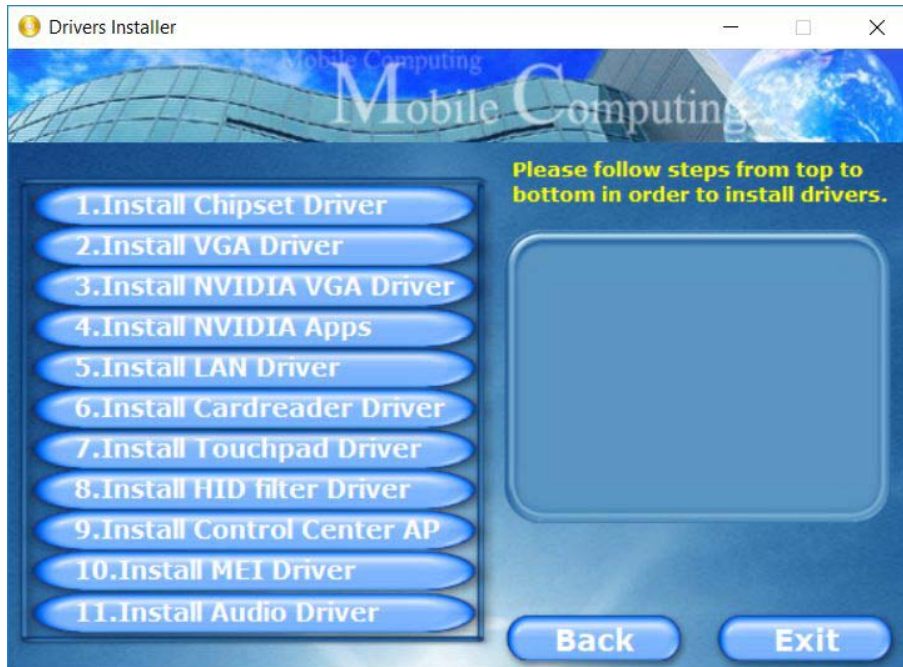 Drivers Installer
Mobile Computing
Mobile Computing
Please follow steps from top to
bottom in order to install drivers.
1.Install Chipset Driver
2.Install VGA Driver
3.Install NVIDIA VGA Driver
4.Install NVIDIA Apps
5.Install LAN Driver
6.Install Cardreader Driver
7.Install Touchpad Driver
8.Install HID filter Driver
9.Install Control Center AP
10.Install MEI Driver
11.Install Audio Driver
Back
Exit